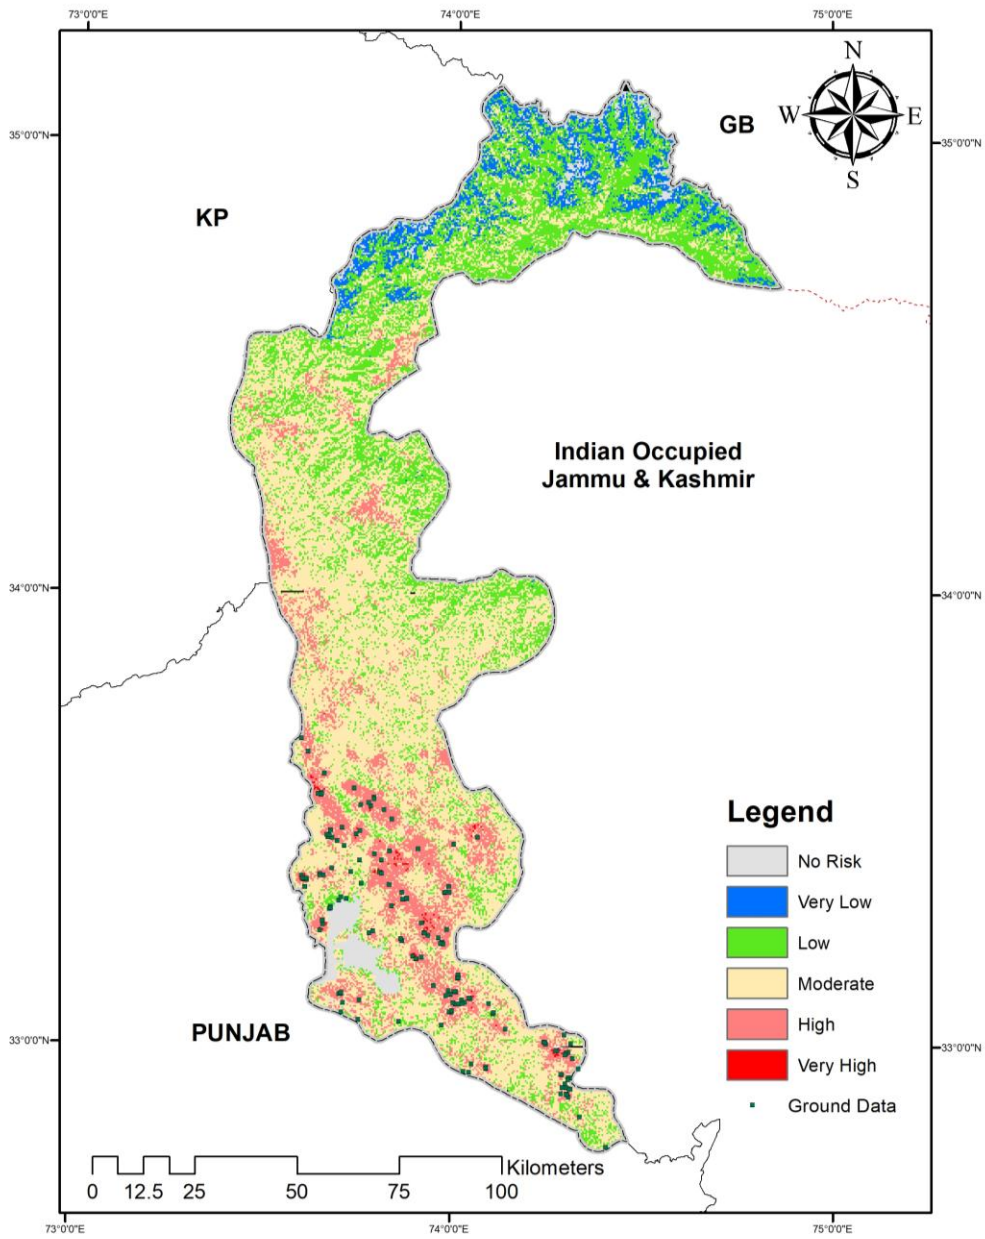 73°0'0"E 74°0'0"E 75°0'0"E
N
W E
S
GB
35°0'0"N 35°0'0"N
KP
Indian Occupied
Jammu & Kashmir
34°0'0"N 34°0'0"N
Legend
No Risk
Very Low
Low
Moderate
High
Very High
Ground Data
PUNJAB
33°0'0"N 33°0'0"N
Kilometers
0 12.5 25 50 75 100
73°0'0"E 74°0'0"E 75°0'0"E